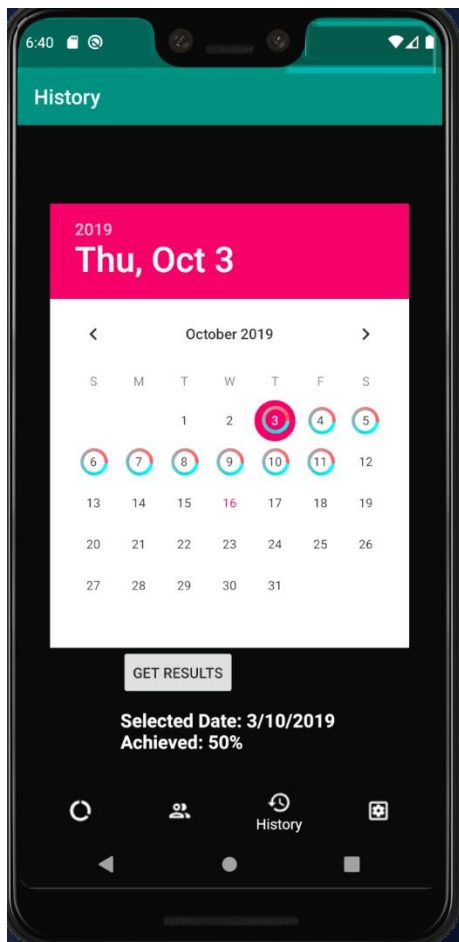 6:40
History
2019
Thu, Oct 3
October 2019
S M T W T F S
1 2 3 4 5
6 7 8 9 10 11 12
13 14 15 16 17 18 19
20 21 22 23 24 25 26
27 28 29 30 31
GET RESULTS
Selected Date: 3/10/2019
Achieved: 50%
History